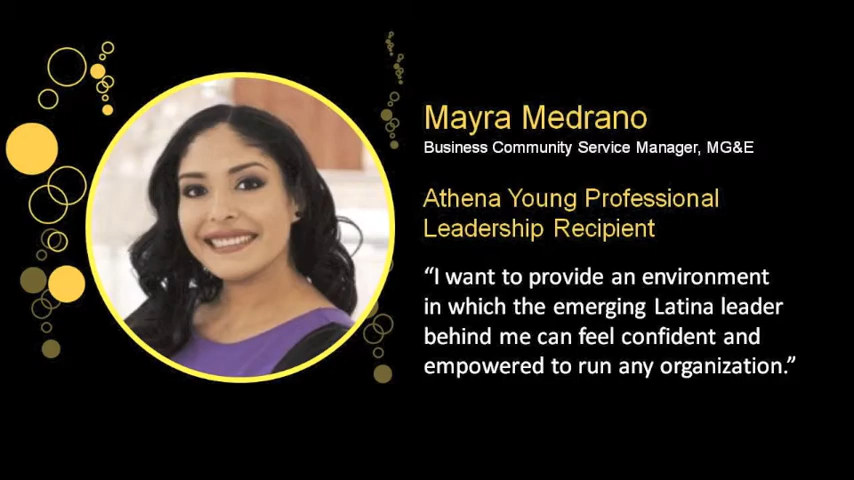 Mayra Medrano
Business Community Service Manager, MG&E
Athena Young Professional
Leadership Recipient
“I want to provide an environment
in which the emerging Latina leader
behind me can feel confident and
empowered to run any organization.”